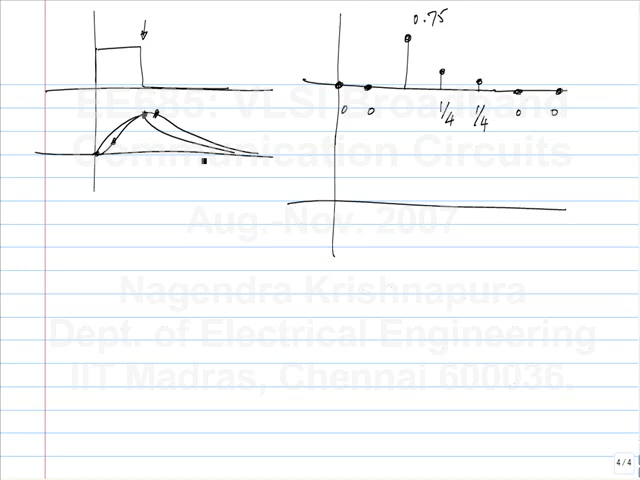 0.75
0 0 1/4 1/4 0 0
EE685: VLSI Broadband
Communication Circuits
Aug.-Nov. 2007
Nagendra Krishnapura
Dept. of Electrical Engineering
IIT Madras, Chennai 600036.
4/4